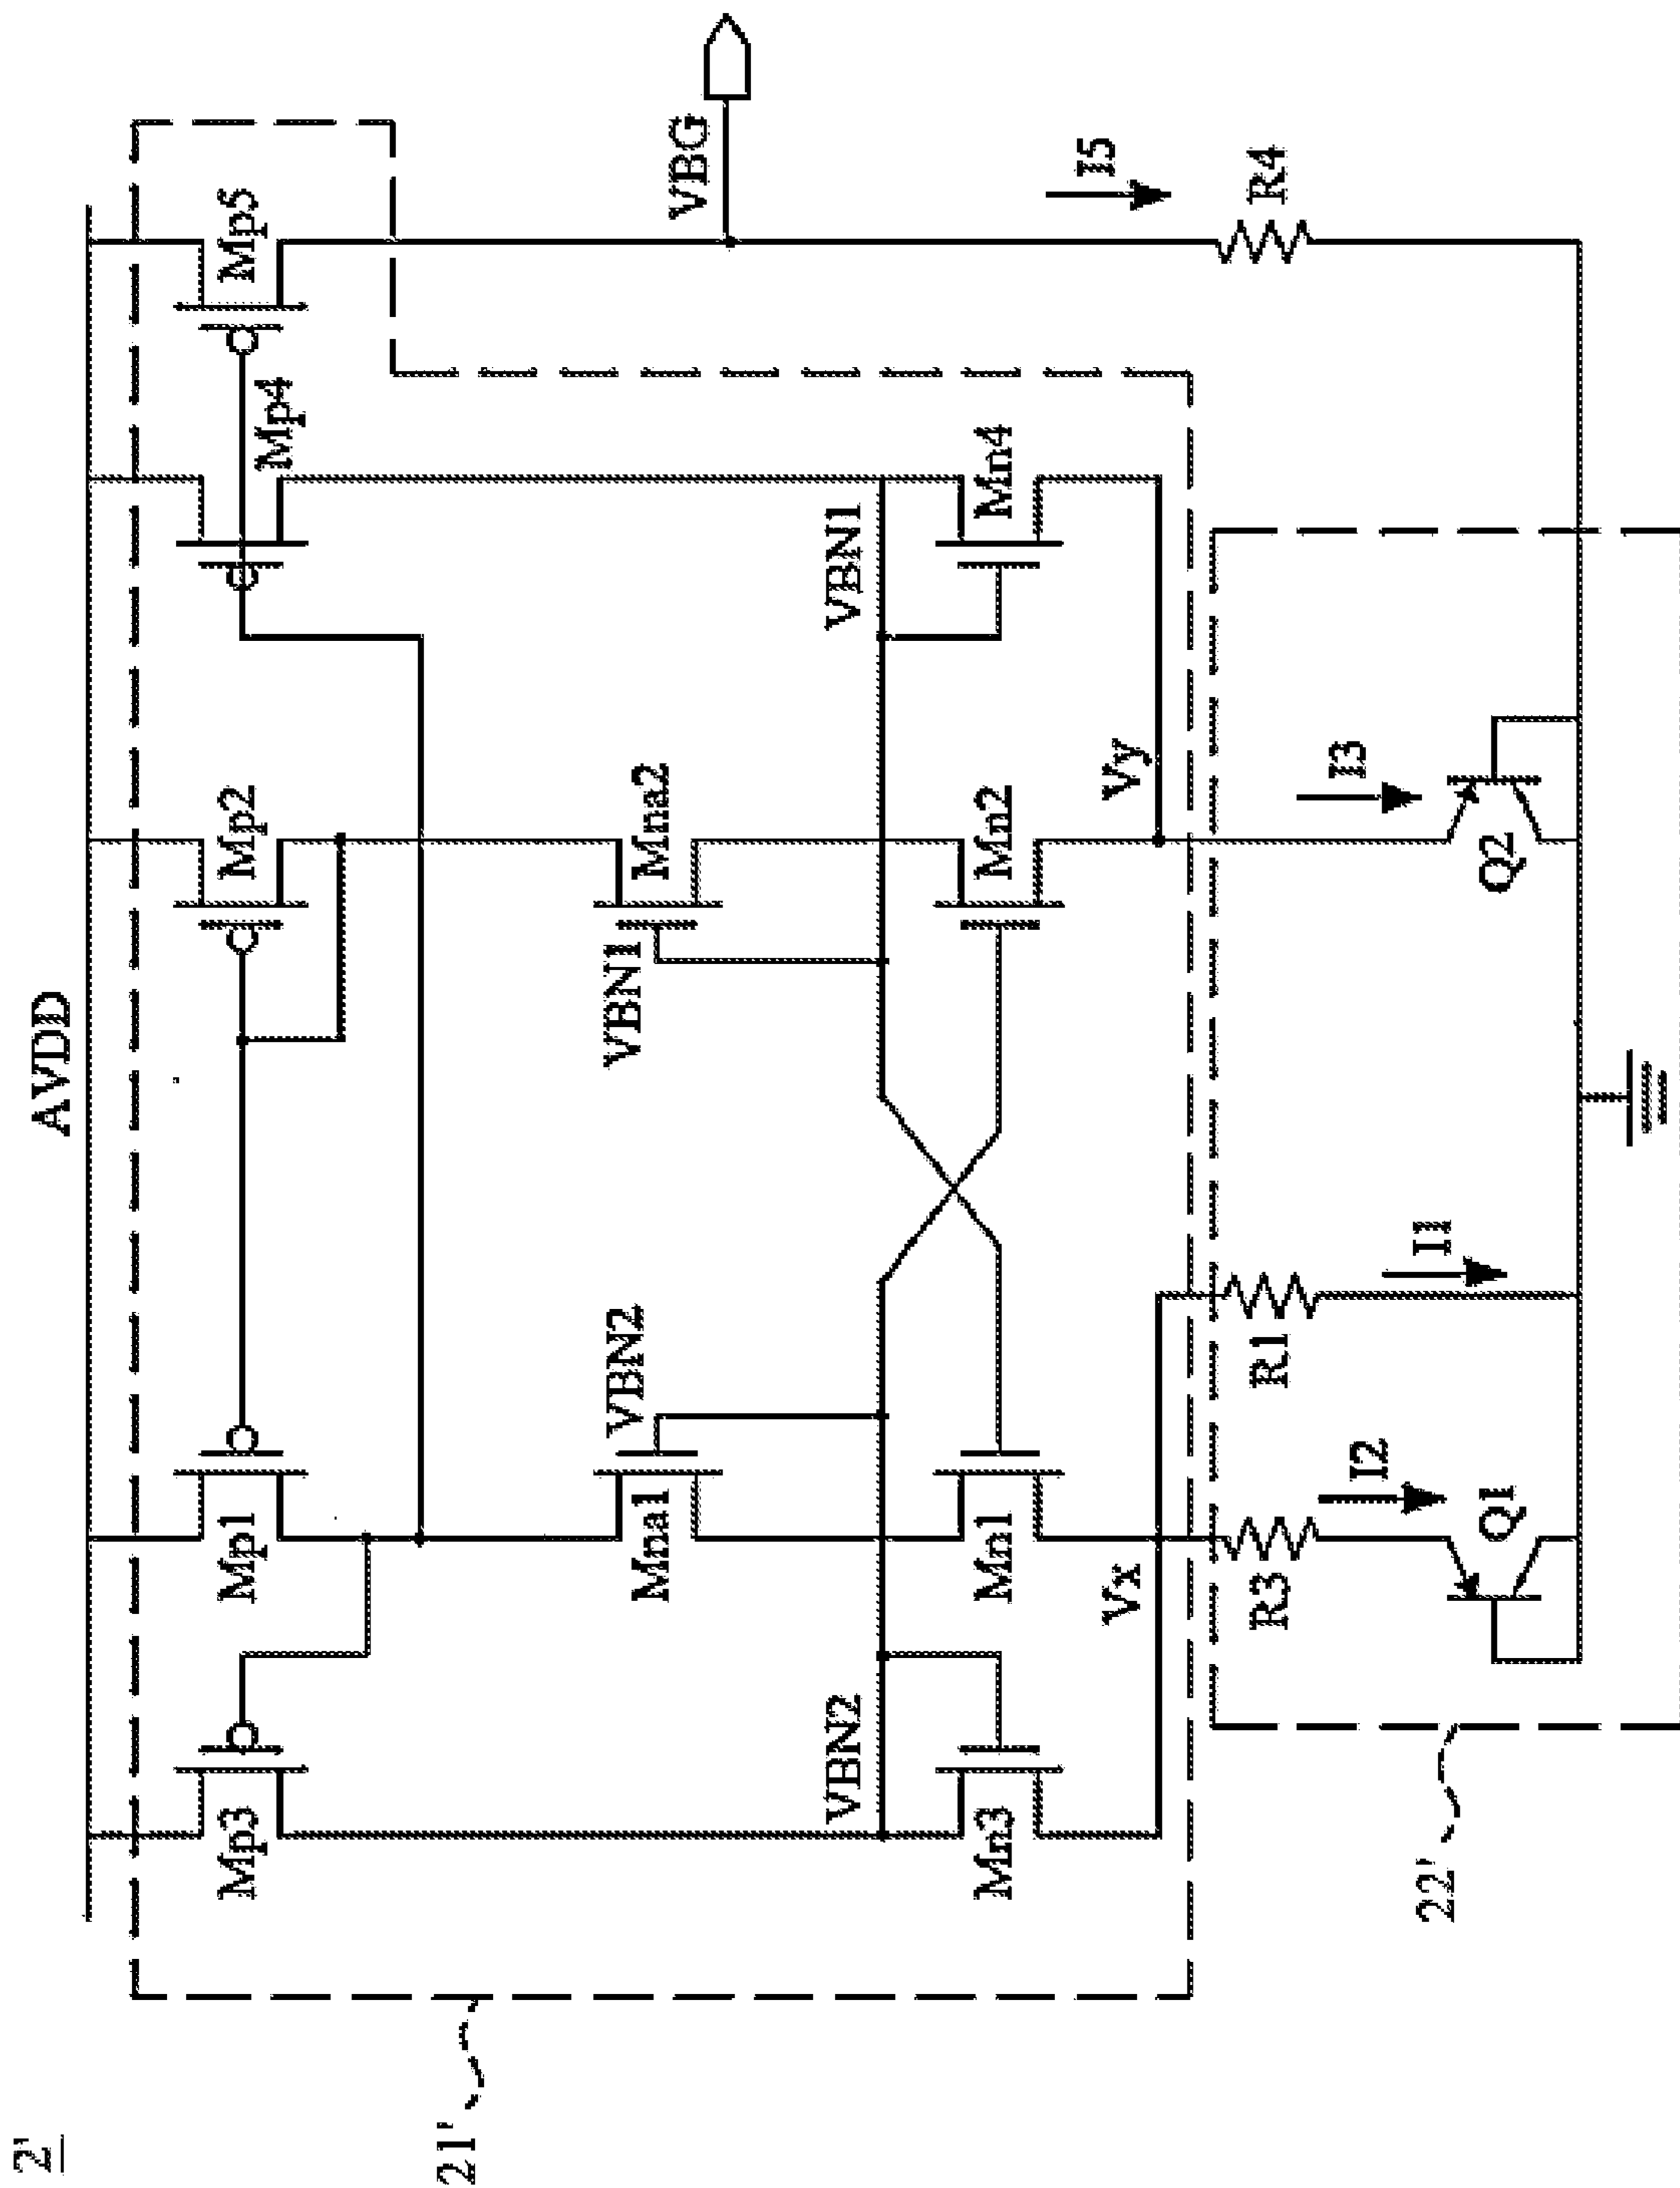 2'
AVDD
Mp3
Mp1
Mp2
Mp4
Mp5
21'
VBN2
VBN1
Mna1
Mna2
VBG
VBN2
VBN1
Mn3
Mn1
Mn2
Mn4
Vx
Vy
I5
R3
R1
R4
I2
I1
I3
22'
Q1
Q2